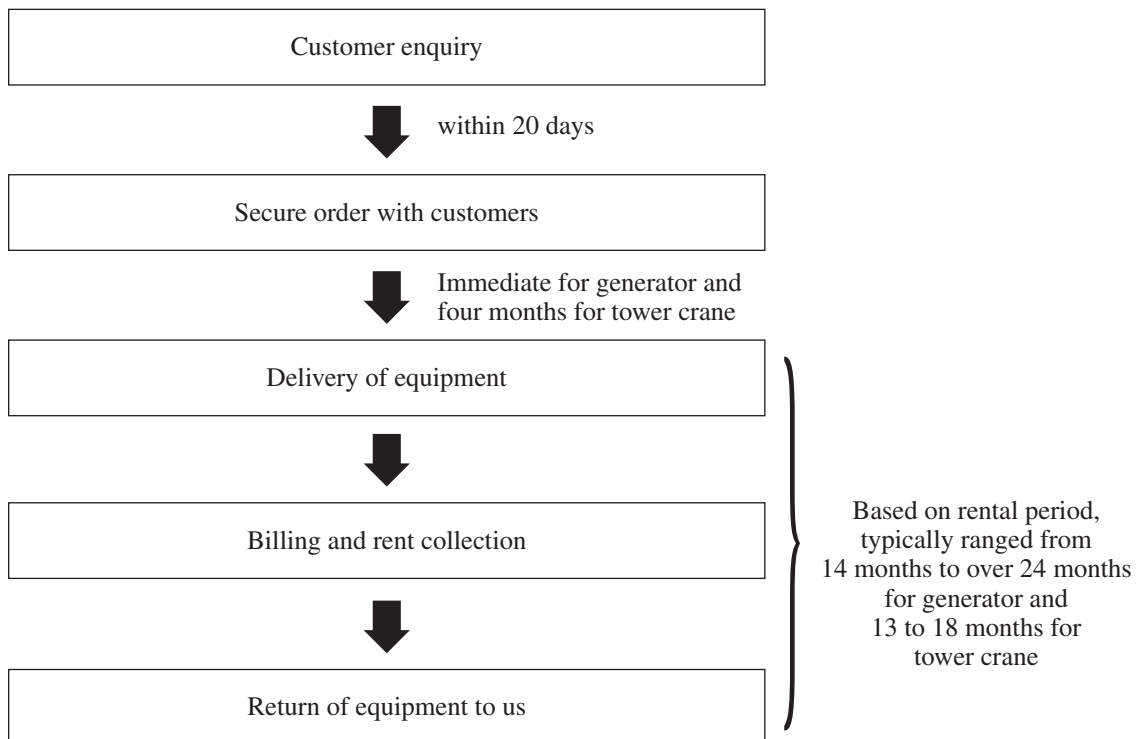 Customer enquiry
within 20 days
Secure order with customers
Immediate for generator and
four months for tower crane
Delivery of equipment
Billing and rent collection
Based on rental period,
typically ranged from
14 months to over 24 months
for generator and
13 to 18 months for
tower crane
Return of equipment to us